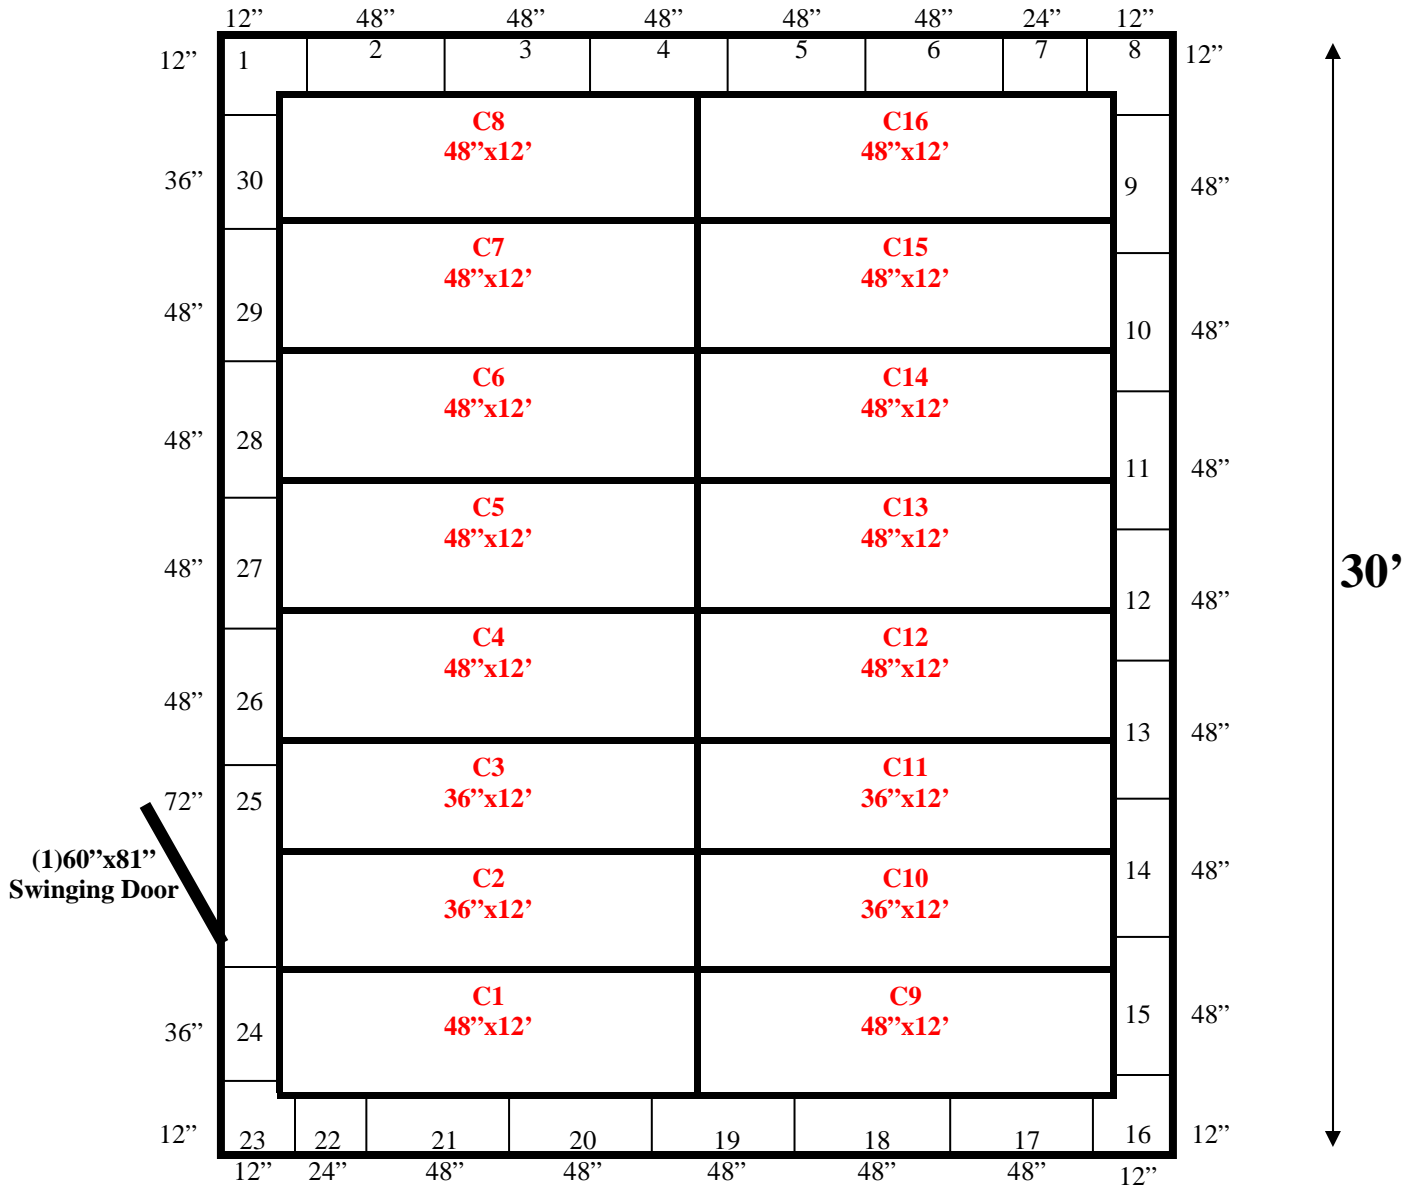 12” 48” 48” 48” 48” 48” 24” 12”
12” 1 2 3 4 5 6 7 8 12”
C8 C16
48”x12’ 48”x12’
36” 30 9 48”
C7 C15
48”x12’ 48”x12’
48” 29 10 48”
C6 C14
48”x12’ 48”x12’
48” 28 11 48”
C5 C13
48”x12’ 48”x12’
48” 27 12 48”
30’
C4 C12
48”x12’ 48”x12’
48” 26 13 48”
C3 C11
36”x12’ 36”x12’
72” 25
(1)60”x81”
Swinging Door
C2 C10
36”x12’ 36”x12’
14 48”
C1 C9
48”x12’ 48”x12’
36” 24 15 48”
12” 23 22 21 20 19 18 17 16 12”
12” 24” 48” 48” 48” 48” 48” 12”